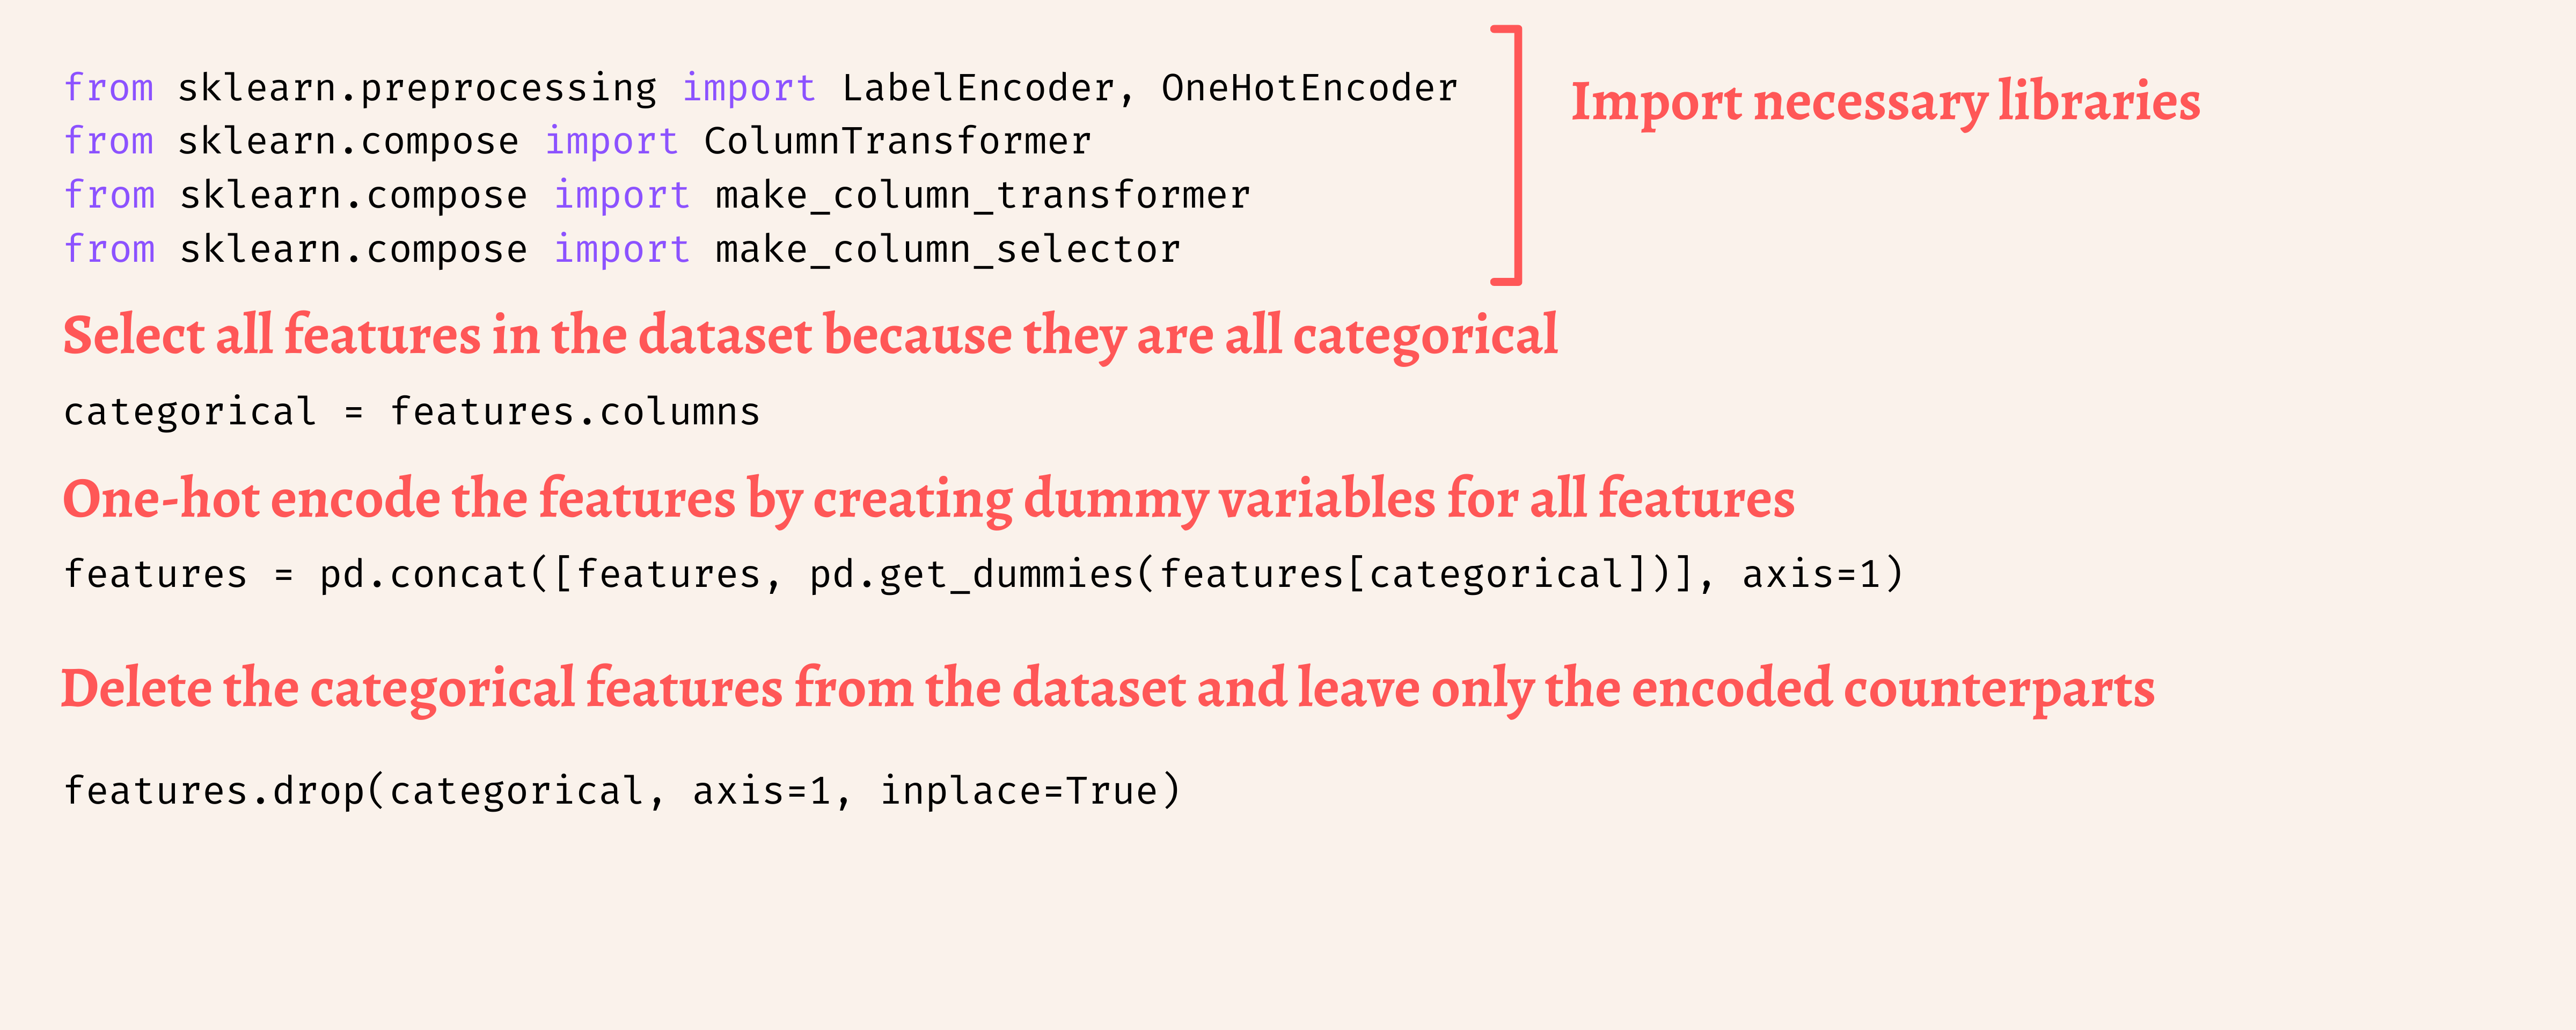 from sklearn.preprocessing import LabelEncoder, OneHotEncoder
Import necessary libraries
from sklearn.compose import ColumnTransformer
from sklearn.compose import make_column_transformer
from sklearn.compose import make_column_selector
Select all features in the dataset because they are all categorical
categorical = features.columns
One-hot encode the features by creating dummy variables for all features
features = pd.concat([features, pd.get_dummies(features[categorical])], axis=1)
Delete the categorical features from the dataset and leave only the encoded counterparts
features.drop(categorical, axis=1, inplace=True)